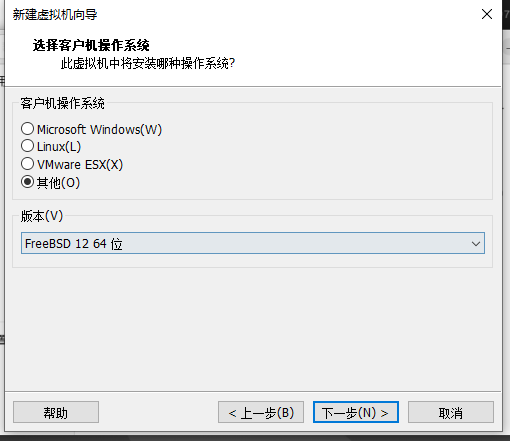 新建虚拟机向导
选择客户机操作系统
此虚拟机中将安装哪种操作系统?
客户机操作系统
Microsoft Windows(W)
Linux(L)
VMware ESX(X)
其他(O)
版本(V)
FreeBSD 12 64 位
帮助
< 上一步(B)
下一步(N) >
取消